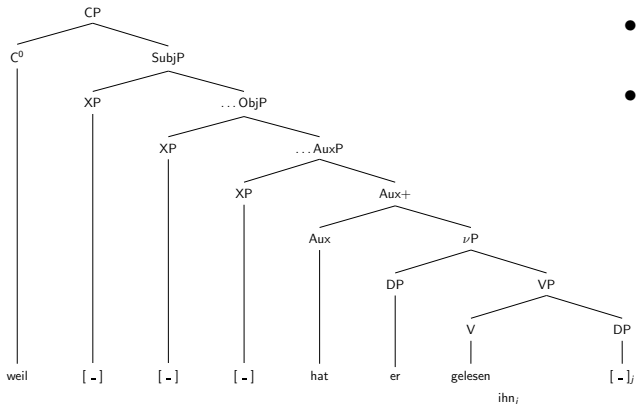 CP
C⁰ SubjP
XP ...ObjP
XP ...AuxP
XP Aux+
Aux νP
DP VP
V DP
weil [ _ ] [ _ ] [ _ ] hat er gelesen [ _ ]ⱼ
ihnᵢ
•
•